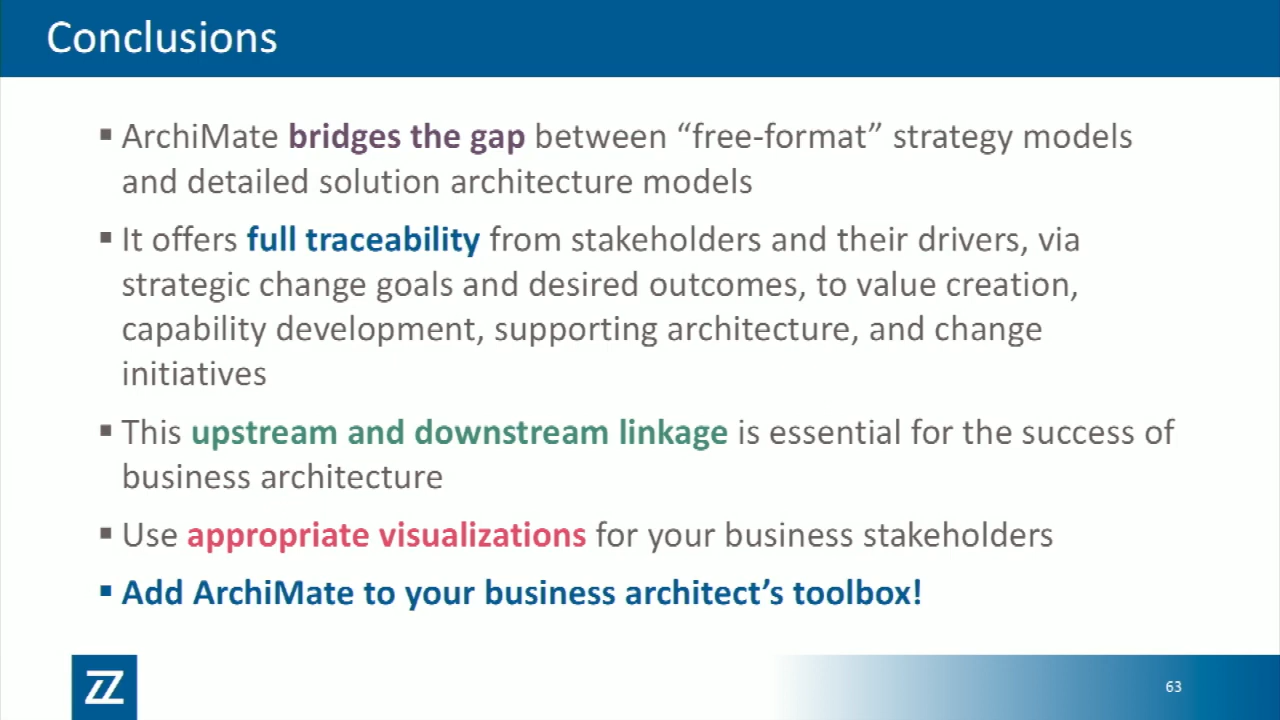 Conclusions
▪ ArchiMate bridges the gap between “free-format” strategy models
and detailed solution architecture models
▪ It offers full traceability from stakeholders and their drivers, via
strategic change goals and desired outcomes, to value creation,
capability development, supporting architecture, and change
initiatives
▪ This upstream and downstream linkage is essential for the success of
business architecture
▪ Use appropriate visualizations for your business stakeholders
▪ Add ArchiMate to your business architect’s toolbox!
ZZ
63